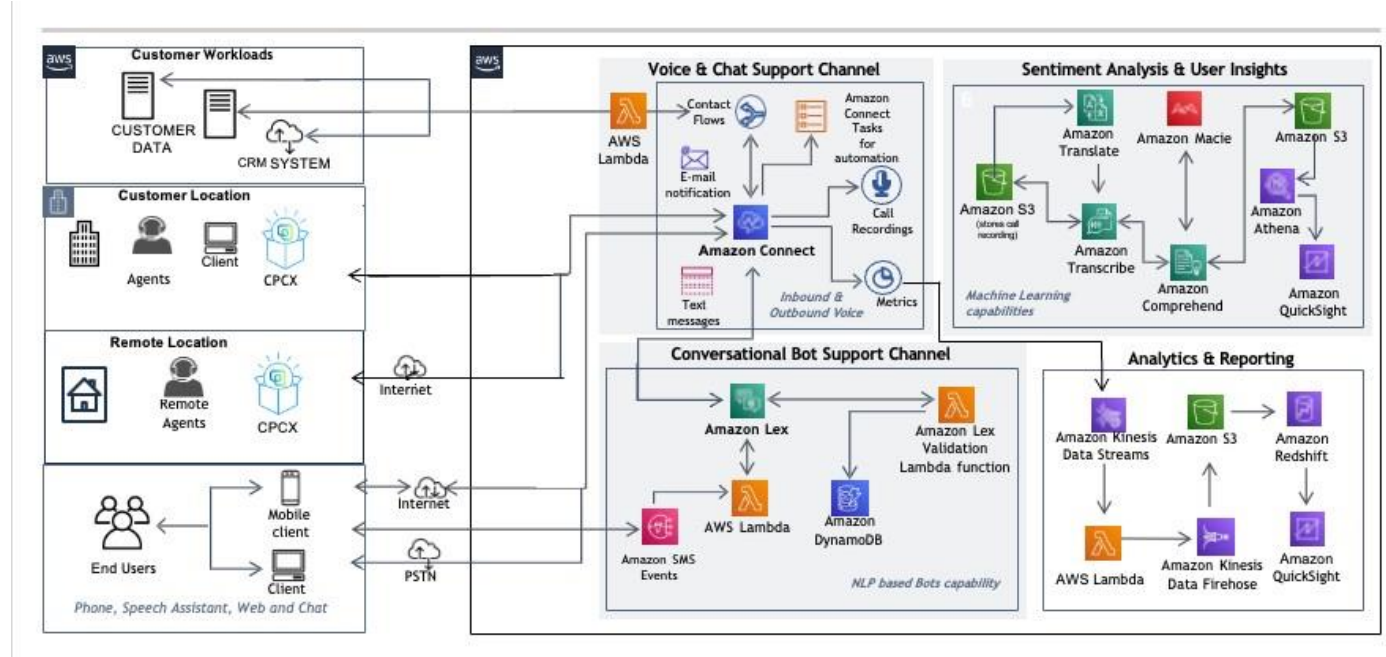 aws
Customer Workloads
CUSTOMER
DATA
CRM SYSTEM
Customer Location
Agents
Client
CPCX
Remote Location
Remote
Agents
CPCX
Internet
End Users
Mobile
client
Client
Phone, Speech Assistant, Web and Chat
Internet
PSTN
aws
Voice & Chat Support Channel
AWS
Lambda
Contact
Flows
Amazon
Connect
Tasks
for
automation
E-mail
notification
Call
Recordings
Amazon Connect
Text
messages
Metrics
Inbound &
Outbound Voice
Conversational Bot Support Channel
Amazon Lex
Amazon Lex
Validation
Lambda function
AWS Lambda
Amazon
DynamoDB
Amazon SMS
Events
NLP based Bots capability
Sentiment Analysis & User Insights
Amazon
Translate
Amazon Macie
Amazon S3
Amazon S3
(stores call
recording)
Amazon
Athena
Amazon
Transcribe
Amazon
Comprehend
Amazon
QuickSight
Machine Learning
capabilities
Analytics & Reporting
Amazon Kinesis
Data Streams
Amazon S3
Amazon
Redshift
AWS Lambda
Amazon Kinesis
Data Firehose
Amazon
QuickSight